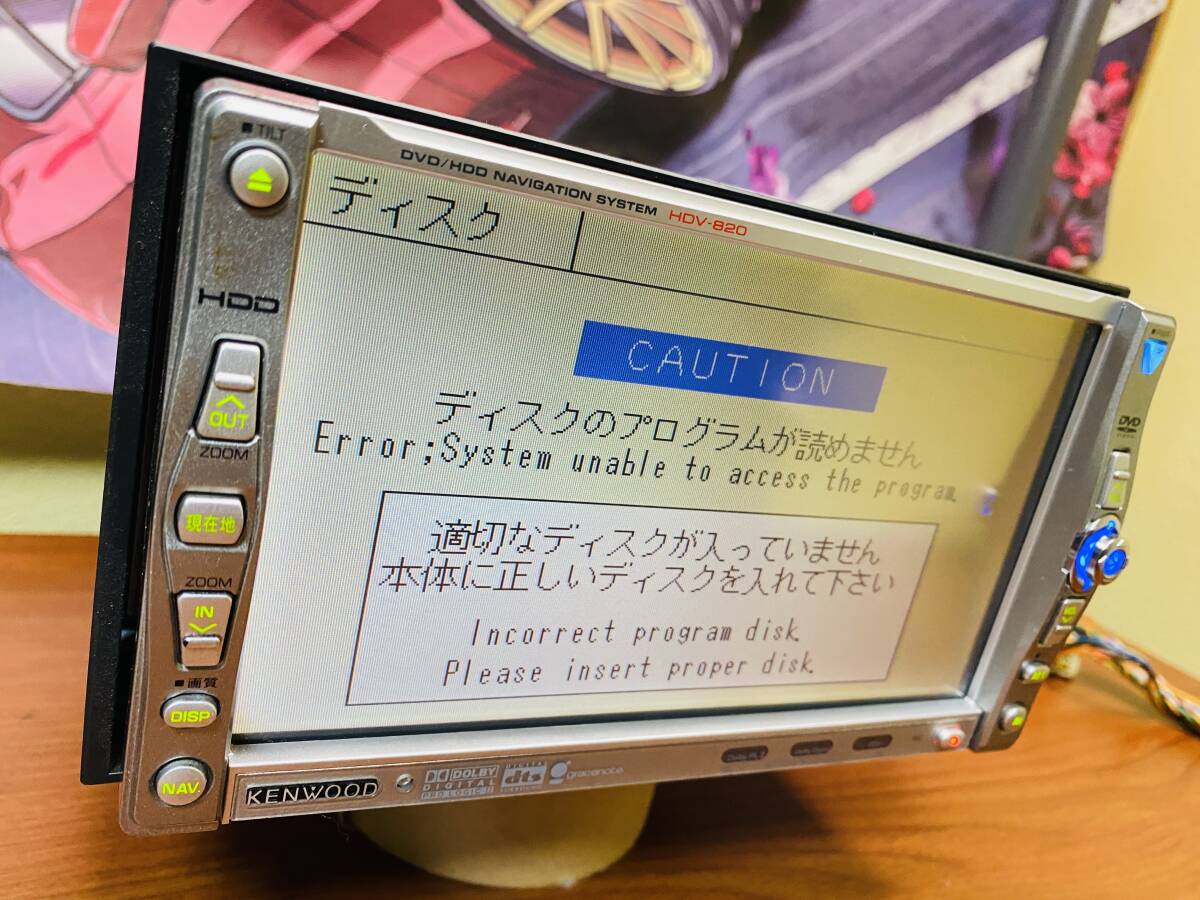 ■ TILT
DVD/HDD NAVIGATION SYSTEM HDV-820
ディスク
HDD
CAUTION
OUT
ZOOM
ディスクのプログラムが読めません
Error;System unable to access the program.
DVD
現在地
適切なディスクが入っていません
本体に正しいディスクを入れて下さい
ZOOM
IN
Incorrect program disk.
Please insert proper disk.
■画質
DISP
NAV.
KENWOOD
DOLBY
DIGITAL
PRO LOGIC II
DIGITAL
dts
gracenote